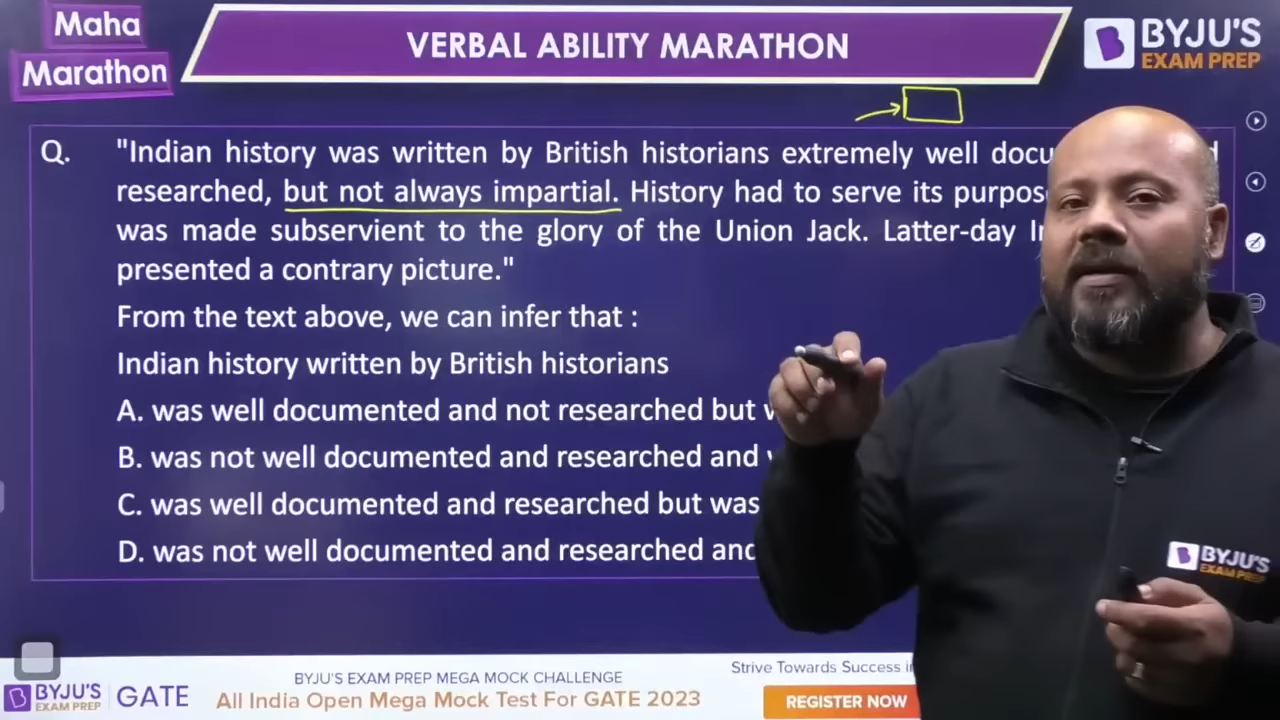 Maha
Marathon
VERBAL ABILITY MARATHON
BYJU'S
EXAM PREP
Q. "Indian history was written by British historians extremely well
researched, but not always impartial. History had to serve its
was made subservient to the glory of the Union Jack. Latter-day
presented a contrary picture."
From the text above, we can infer that :
Indian history written by British historians
A. was well documented and not researched but
B. was not well documented and researched and
C. was well documented and researched but was
D. was not well documented and researched
BYJU'S
EXAM PREP
BYJU'S
EXAM PREP
GATE
BYJU'S EXAM PREP MEGA MOCK CHALLENGE
All India Open Mega Mock Test For GATE 2023
Strive Towards Success
REGISTER NOW